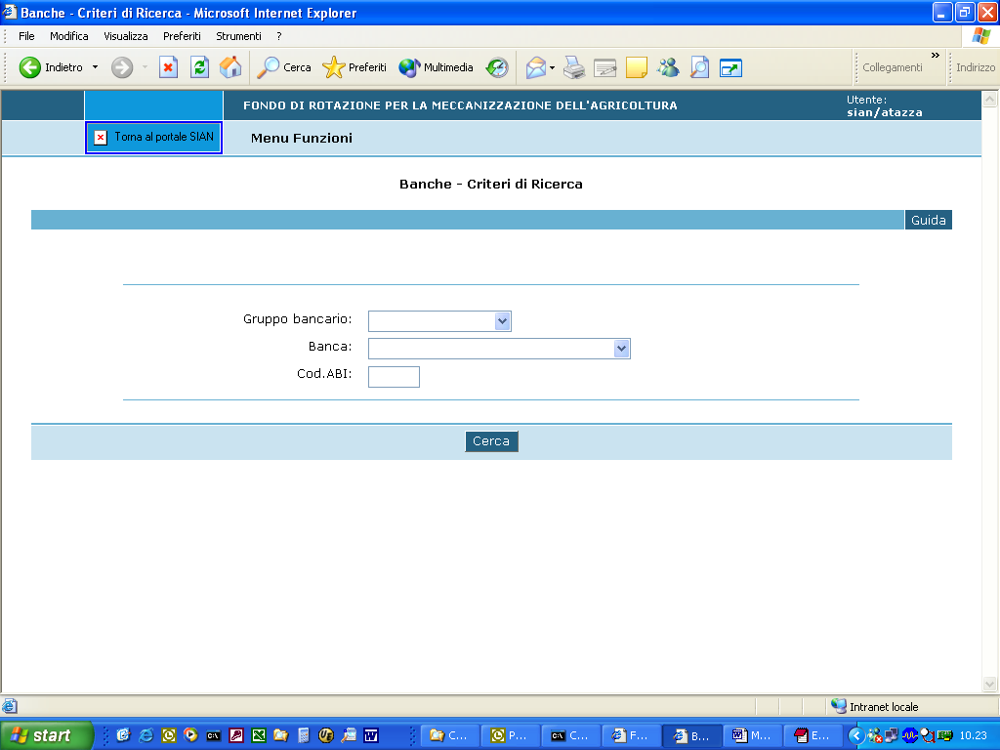 Banche - Criteri di Ricerca - Microsoft Internet Explorer
File Modifica Visualizza Preferiti Strumenti ?
Indietro Cerca Preferiti Multimedia Collegamenti » Indirizzo
FONDO DI ROTAZIONE PER LA MECCANIZZAZIONE DELL'AGRICOLTURA
Utente:
sian/atazza
Torna al portale SIAN
Menu Funzioni
Banche - Criteri di Ricerca
Guida
Gruppo bancario:
Banca:
Cod.ABI:
Cerca
Intranet locale
start C... P... C... F... B... M... E... 10.23